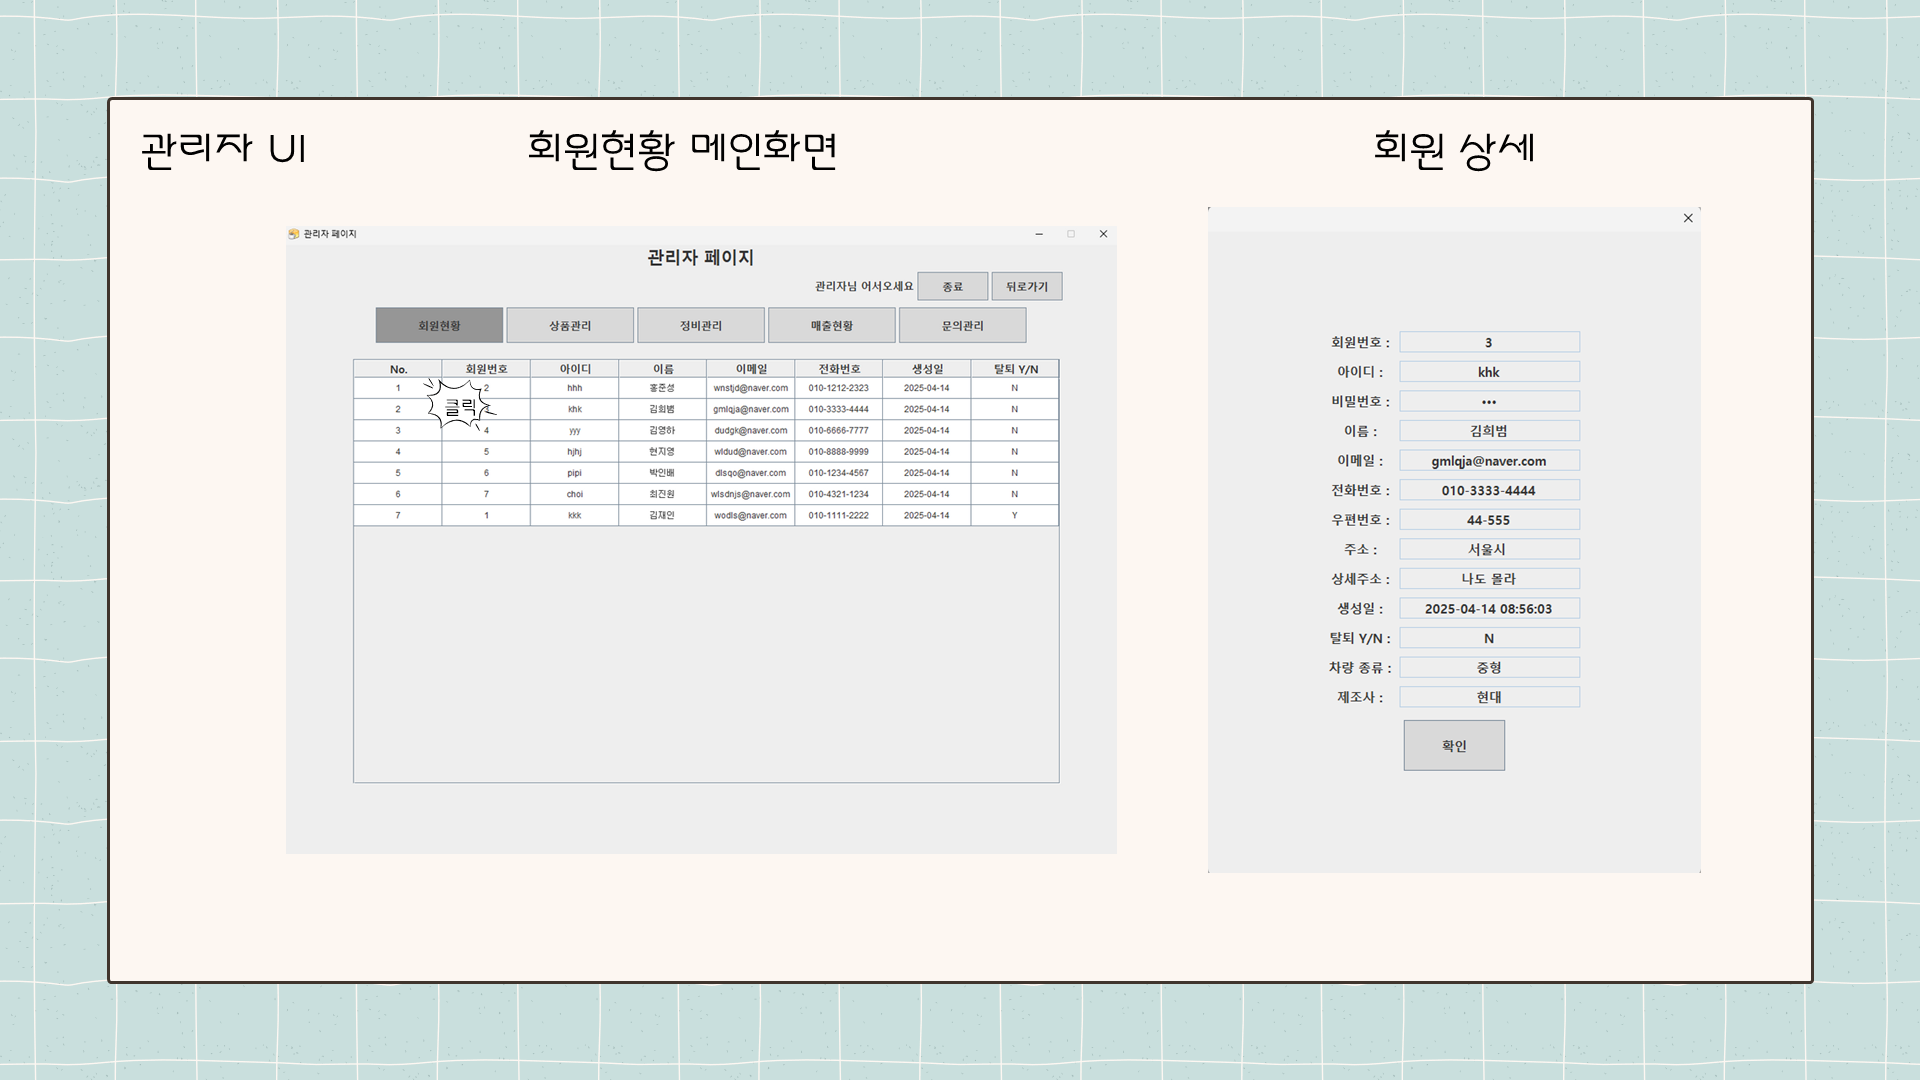 관리자 UI
회원현황 메인화면
회원 상세
관리자 페이지
관리자 페이지
관리자님 어서오세요 종료 뒤로가기
회원현황 상품관리 정비관리 매출현황 문의관리
No. 회원번호 아이디 이름 이메일 전화번호 생성일 탈퇴 Y/N
1 2 hhh 홍준성 wnstjd@naver.com 010-1212-2323 2025-04-14 N
클릭
2 khk 김희범 gmlqja@naver.com 010-3333-4444 2025-04-14 N
3 4 yyy 김영하 dudgk@naver.com 010-6666-7777 2025-04-14 N
4 5 hjhj 현지영 wldud@naver.com 010-8888-9999 2025-04-14 N
5 6 pipi 박인배 dlsqo@naver.com 010-1234-4567 2025-04-14 N
6 7 choi 최진원 wlsdnjs@naver.com 010-4321-1234 2025-04-14 N
7 1 kkk 김재인 wodls@naver.com 010-1111-2222 2025-04-14 Y
회원번호 : 3
아이디 : khk
비밀번호 : •••
이름 : 김희범
이메일 : gmlqja@naver.com
전화번호 : 010-3333-4444
우편번호 : 44-555
주소 : 서울시
상세주소 : 나도 몰라
생성일 : 2025-04-14 08:56:03
탈퇴 Y/N : N
차량 종류 : 중형
제조사 : 현대
확인